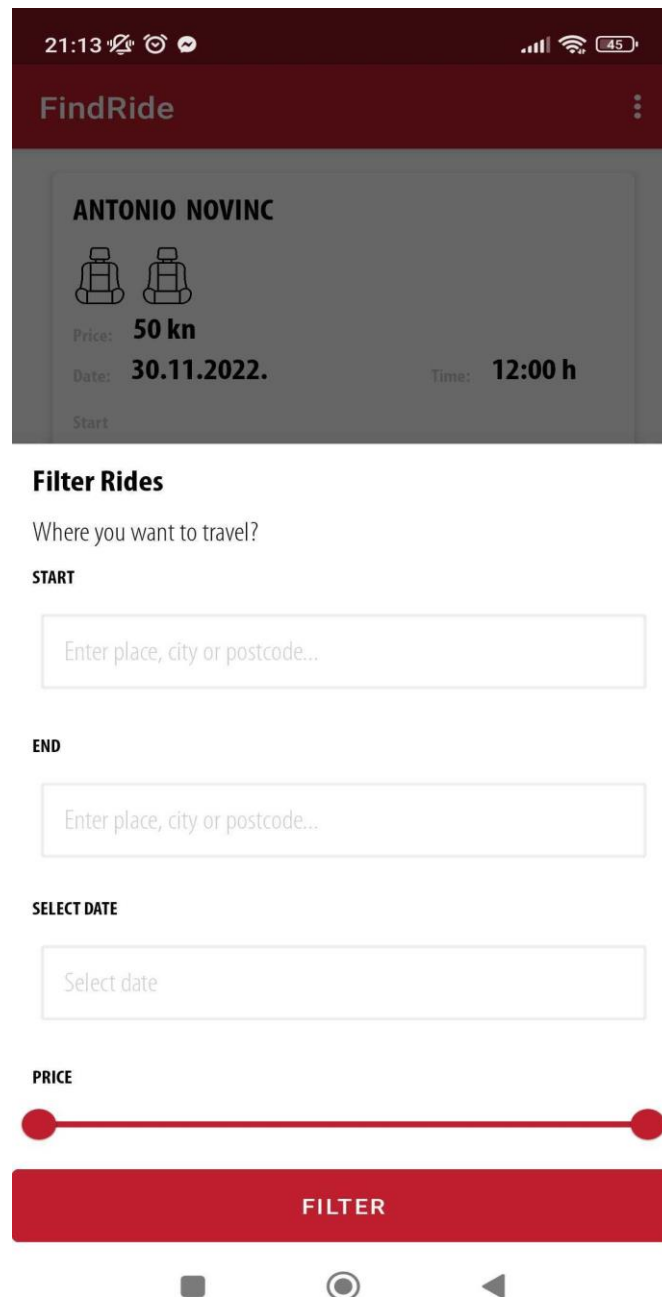 21:13
45
FindRide
ANTONIO NOVINC
Price: 50 kn
Date: 30.11.2022. Time: 12:00 h
Start
Filter Rides
Where you want to travel?
START
Enter place, city or postcode...
END
Enter place, city or postcode...
SELECT DATE
Select date
PRICE
FILTER